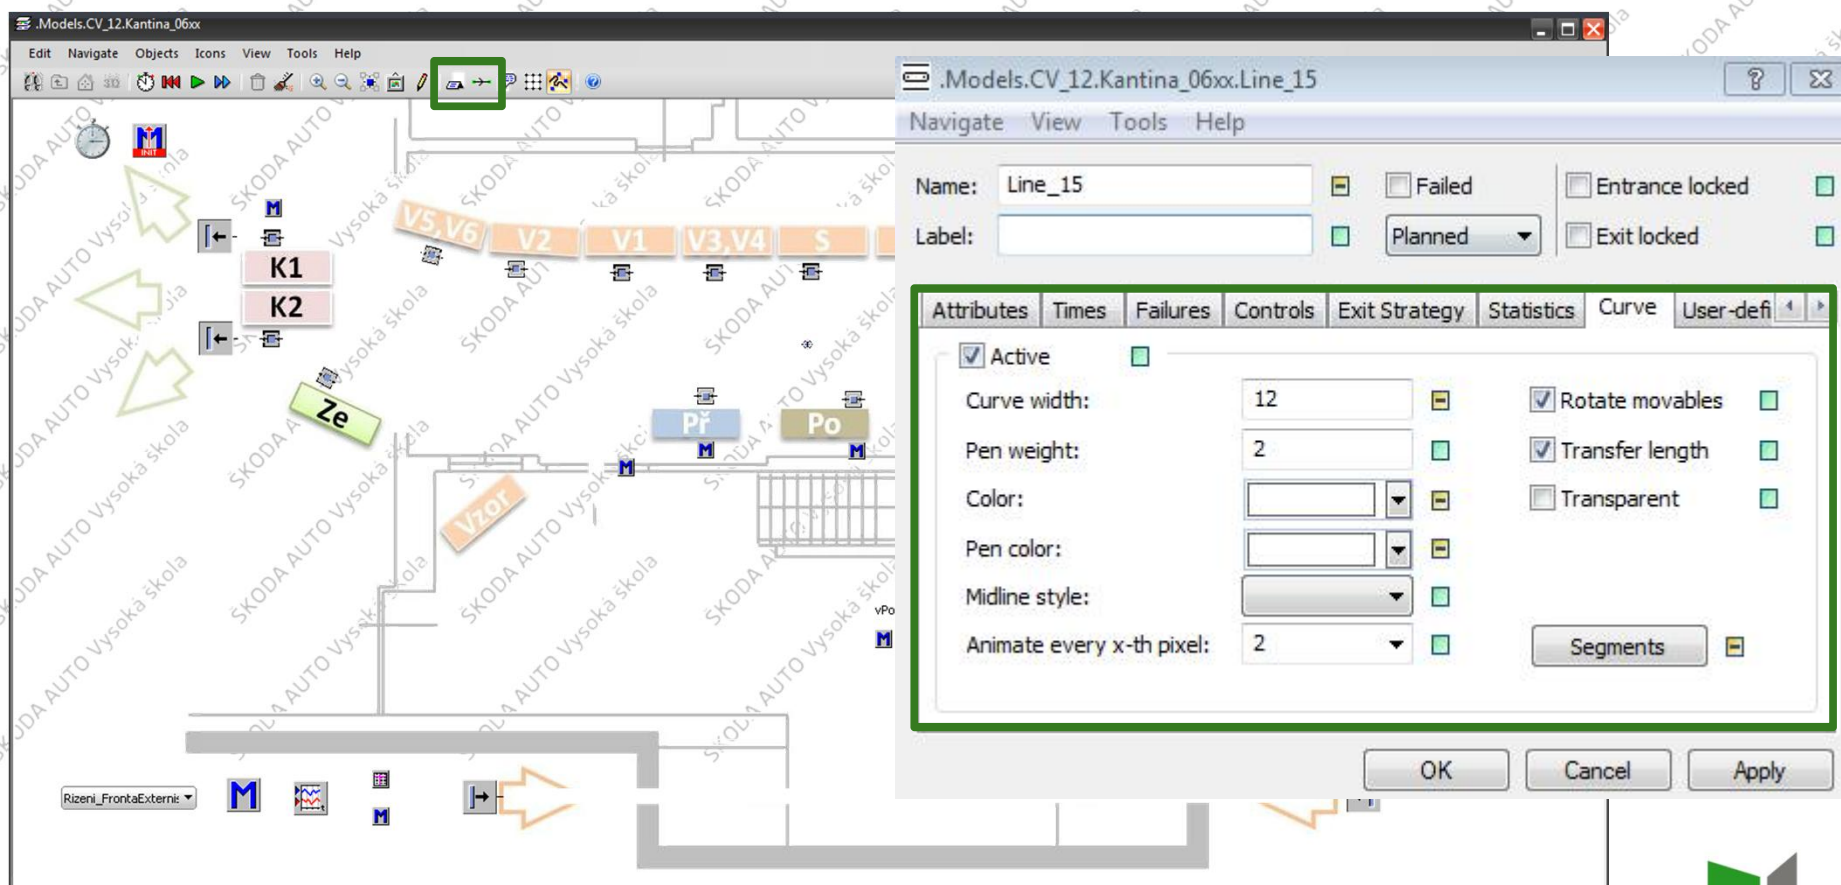 .Models.CV_12.Kantina_06xx
Edit Navigate Objects Icons View Tools Help
M INIT
M
K1
K2
V5,V6
V2
V1
V3,V4
S
Ze
Př
Po
M
M
M
Vzor
M
Rizeni_FrontaExternis
M
M
.Models.CV_12.Kantina_06xx.Line_15
Navigate View Tools Help
Name: Line_15
Failed
Entrance locked
Label:
Planned
Exit locked
Attributes Times Failures Controls Exit Strategy Statistics Curve User-defi
Active
Curve width: 12
Rotate movables
Pen weight: 2
Transfer length
Color:
Transparent
Pen color:
Midline style:
Animate every x-th pixel: 2
Segments
OK Cancel Apply
ŠKODA AUTO Vysoká škola